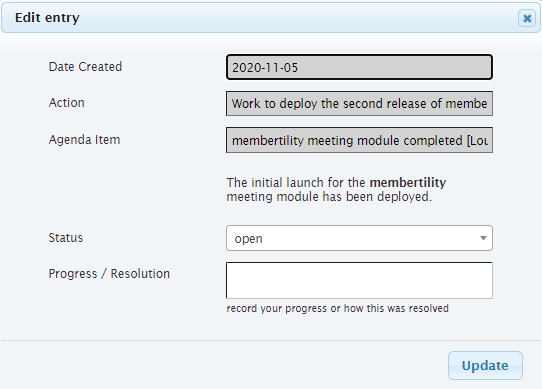 Edit entry
Date Created
2020-11-05
Action
Work to deploy the second release of membe
Agenda Item
membertility meeting module completed [Lou
The initial launch for the membertility
meeting module has been deployed.
Status
open
Progress / Resolution
record your progress or how this was resolved
Update